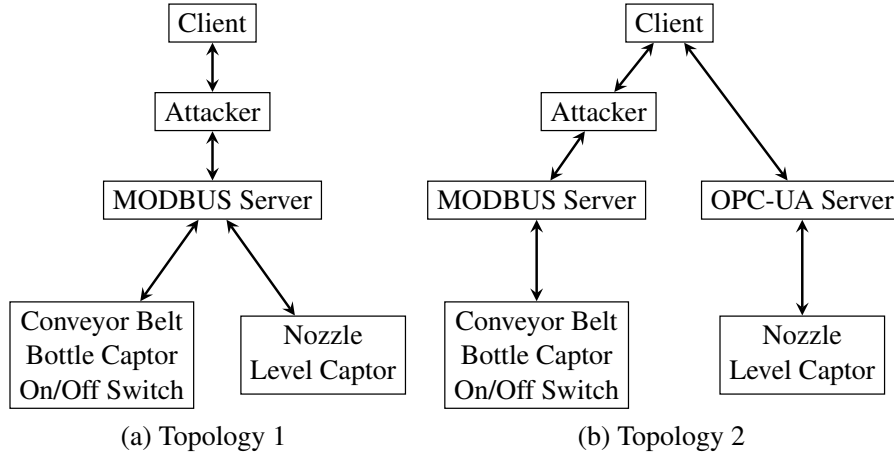 Client
Attacker
MODBUS Server
Conveyor Belt
Bottle Captor
On/Off Switch
Nozzle
Level Captor
(a) Topology 1
Client
Attacker
MODBUS Server
OPC-UA Server
Conveyor Belt
Bottle Captor
On/Off Switch
Nozzle
Level Captor
(b) Topology 2